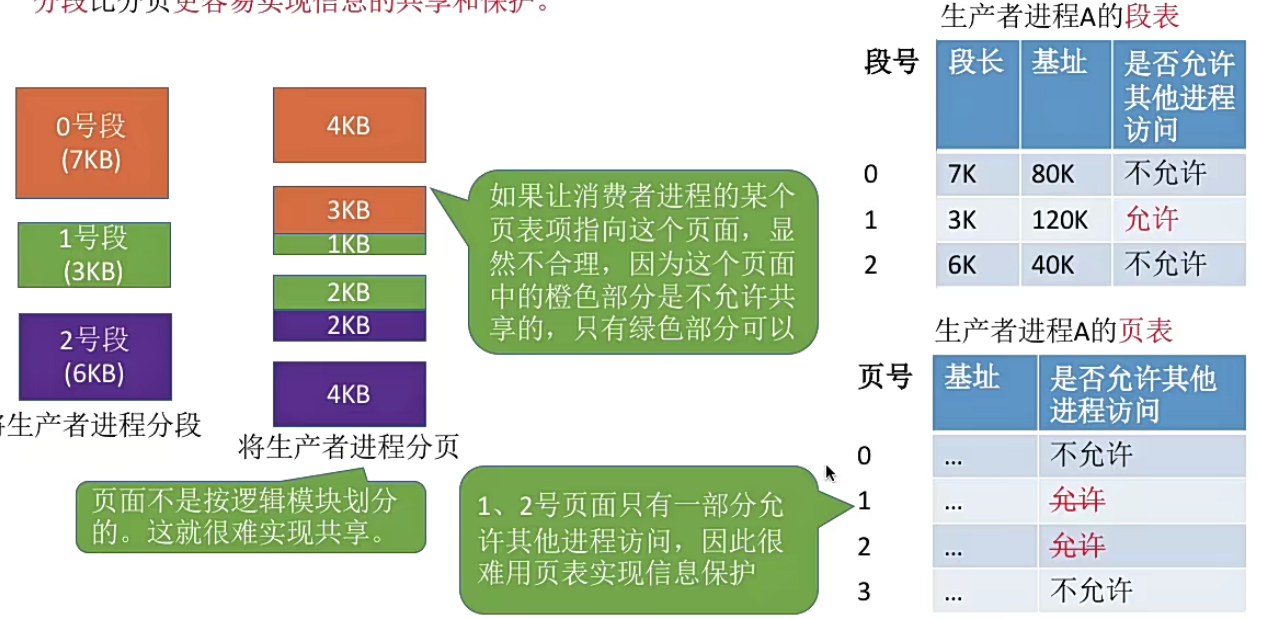 分段比分页更容易实现信息的共享和保护。
0号段
(7KB)
1号段
(3KB)
2号段
(6KB)
将生产者进程分段
4KB
3KB
1KB
2KB
2KB
4KB
将生产者进程分页
页面不是按逻辑模块划分
的。这就很难实现共享。
如果让消费者进程的某个
页表项指向这个页面，显
然不合理，因为这个页面
中的橙色部分是不允许共
享的，只有绿色部分可以
1、2号页面只有一部分允
许其他进程访问，因此很
难用页表实现信息保护
生产者进程A的段表
段号 段长 基址 是否允许
其他进程
访问
0 7K 80K 不允许
1 3K 120K 允许
2 6K 40K 不允许
生产者进程A的页表
页号 基址 是否允许其他
进程访问
0 ... 不允许
1 ... 允许
2 ... 允许
3 ... 不允许